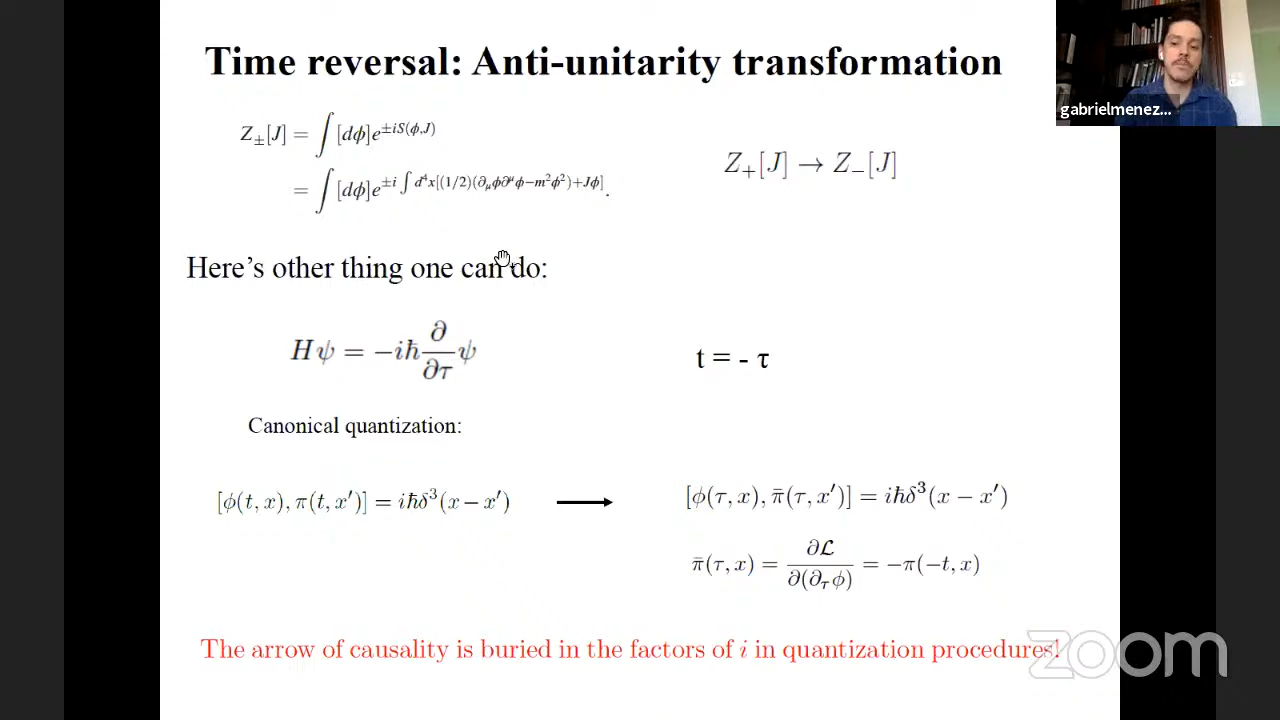 Time reversal: Anti-unitarity transformation
gabrielmenez...
Z±[J] = ∫[dϕ]e^{±iS(ϕ,J)}
= ∫[dϕ]e^{±i∫d⁴x[(1/2)(∂_μϕ∂^μϕ−m²ϕ²)+Jϕ]}.
Z₊[J] → Z₋[J]
Here's other thing one can do:
Hψ = −iħ ∂/∂τ ψ
t = - τ
Canonical quantization:
[ϕ(t, x), π(t, x′)] = iħδ³(x − x′)
[ϕ(τ, x), π̄(τ, x′)] = iħδ³(x − x′)
π̄(τ, x) = ∂ℒ/∂(∂_τϕ) = −π(−t, x)
The arrow of causality is buried in the factors of i in quantization procedures!
zoom